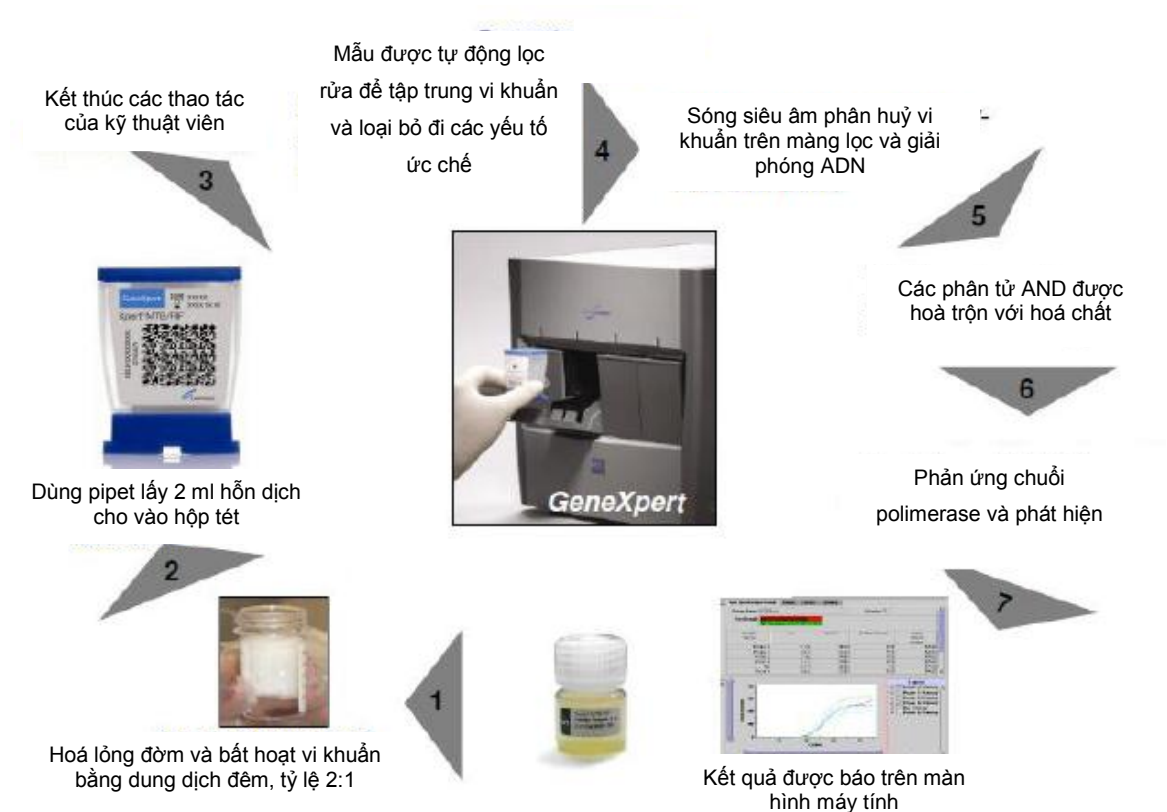 Mẫu được tự động lọc
rửa để tập trung vi khuẩn
và loại bỏ đi các yếu tố
ức chế
Kết thúc các thao tác
của kỹ thuật viên
Sóng siêu âm phân huỷ vi
khuẩn trên màng lọc và giải
phóng ADN
3
4
5
Xpert MTB/RIF
Các phân tử AND được
hoà trộn với hoá chất
6
GeneXpert
Dùng pipet lấy 2 ml hỗn dịch
cho vào hộp tét
Phản ứng chuổi
polimerase và phát hiện
2
7
1
Hoá lỏng đờm và bất hoạt vi khuẩn
bằng dung dịch đêm, tỷ lệ 2:1
Kết quả được báo trên màn
hình máy tính